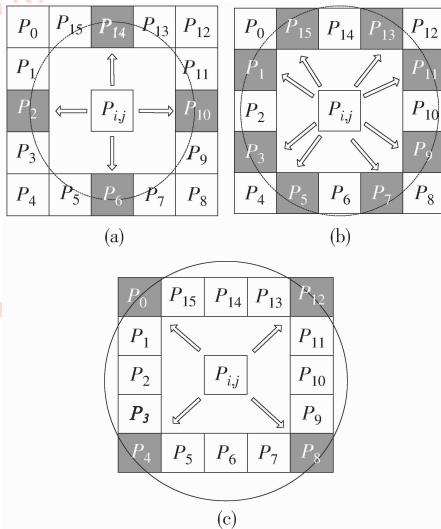 P0 P15 P14 P13 P12
P1 P11
P2 Pi,j P10
P3 P9
P4 P5 P6 P7 P8
(a)
P0 P15 P14 P13 P12
P1 P11
P2 Pi,j P10
P3 P9
P4 P5 P6 P7 P8
(b)
P0 P15 P14 P13 P12
P1 P11
P2 Pi,j P10
P3 P9
P4 P5 P6 P7 P8
(c)